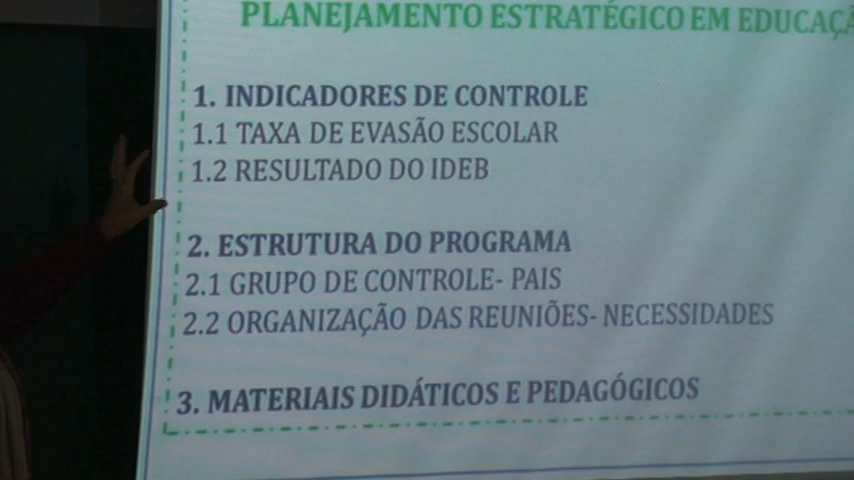 PLANEJAMENTO ESTRATÉGICO EM EDUCAÇÃ
1. INDICADORES DE CONTROLE
1.1 TAXA DE EVASÃO ESCOLAR
1.2 RESULTADO DO IDEB
2. ESTRUTURA DO PROGRAMA
2.1 GRUPO DE CONTROLE- PAIS
2.2 ORGANIZAÇÃO DAS REUNIÕES- NECESSIDADES
3. MATERIAIS DIDÁTICOS E PEDAGÓGICOS